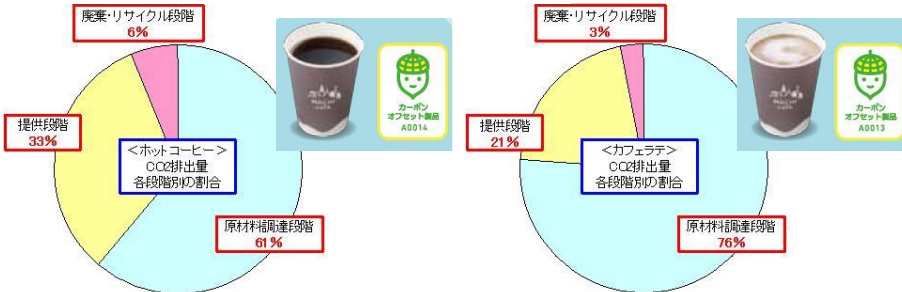 廃棄・リサイクル段階
6%
提供段階
33%
<ホットコーヒー>
CO2排出量
各段階別の割合
原材料調達段階
61%
カーボン
オフセット製品
A0014
廃棄・リサイクル段階
3%
提供段階
21%
<カフェラテ>
CO2排出量
各段階別の割合
原材料調達段階
76%
カーボン
オフセット製品
A0013